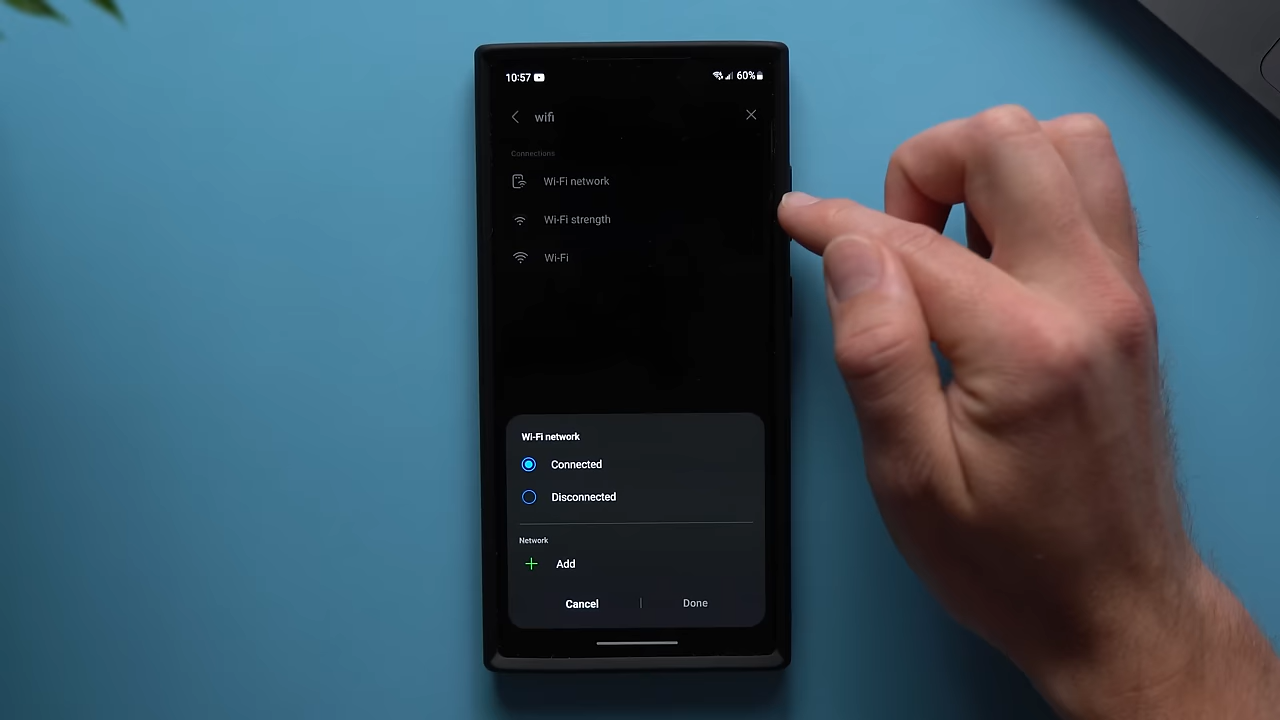 10:57
60%
wifi
Connections
Wi-Fi network
Wi-Fi strength
Wi-Fi
Wi-Fi network
Connected
Disconnected
Network
Add
Cancel | Done